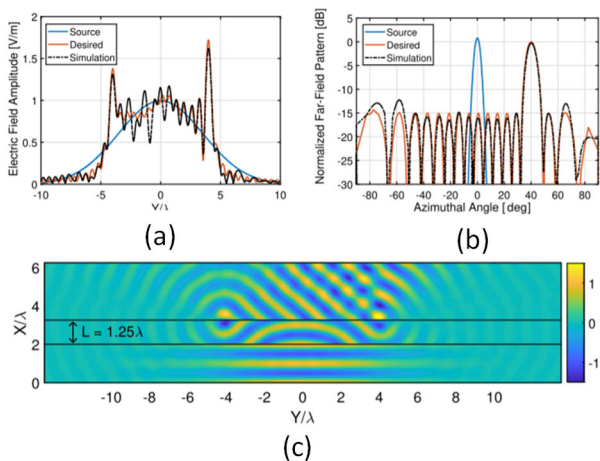 Electric Field Amplitude [V/m]
2
1.5
1
0.5
0
Source
Desired
Simulation
-10
-5
0
5
10
Y/λ
(a)
Normalized Far-Field Pattern [dB]
5
0
-5
-10
-15
-20
-25
-30
Source
Desired
Simulation
-80
-60
-40
-20
0
20
40
60
80
Azimuthal Angle [deg]
(b)
X/λ
6
4
2
0
L = 1.25λ
-10
-8
-6
-4
-2
0
2
4
6
8
10
Y/λ
1
0
-1
(c)